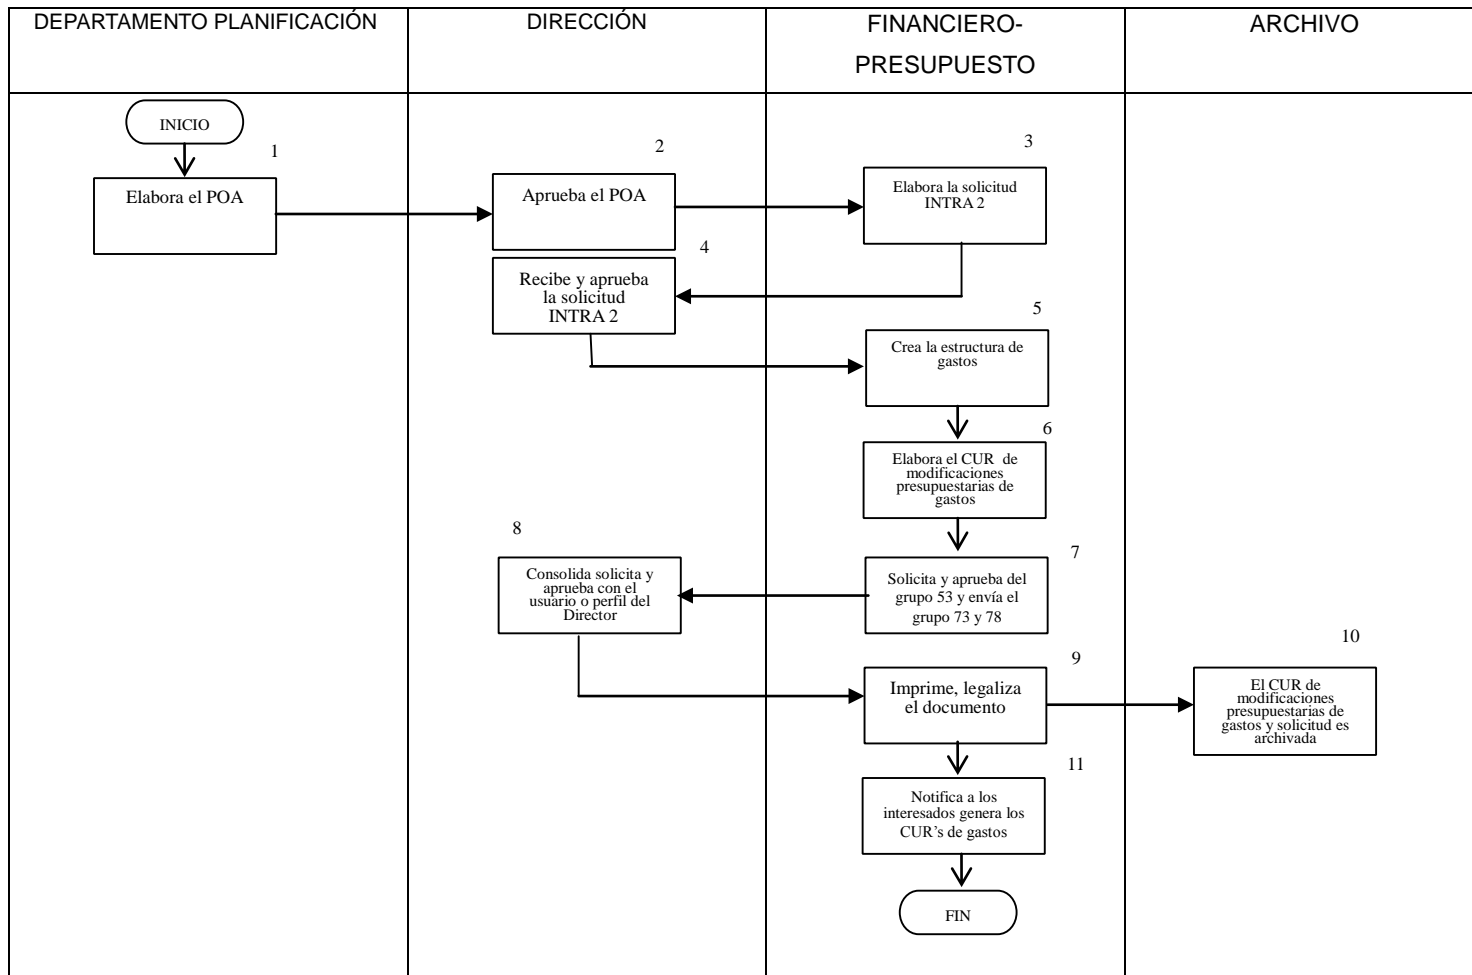 DEPARTAMENTO PLANIFICACIÓN
DIRECCIÓN
FINANCIERO-
PRESUPUESTO
ARCHIVO
INICIO
1
Elabora el POA
2
Aprueba el POA
3
Elabora la solicitud
INTRA 2
4
Recibe y aprueba
la solicitud
INTRA 2
5
Crea la estructura de
gastos
6
Elabora el CUR de
modificaciones
presupuestarias de
gastos
7
Solicita y aprueba del
grupo 53 y envía el
grupo 73 y 78
8
Consolida solicita y
aprueba con el
usuario o perfil del
Director
9
Imprime, legaliza
el documento
10
El CUR de
modificaciones
presupuestarias de
gastos y solicitud es
archivada
11
Notifica a los
interesados genera los
CUR's de gastos
FIN